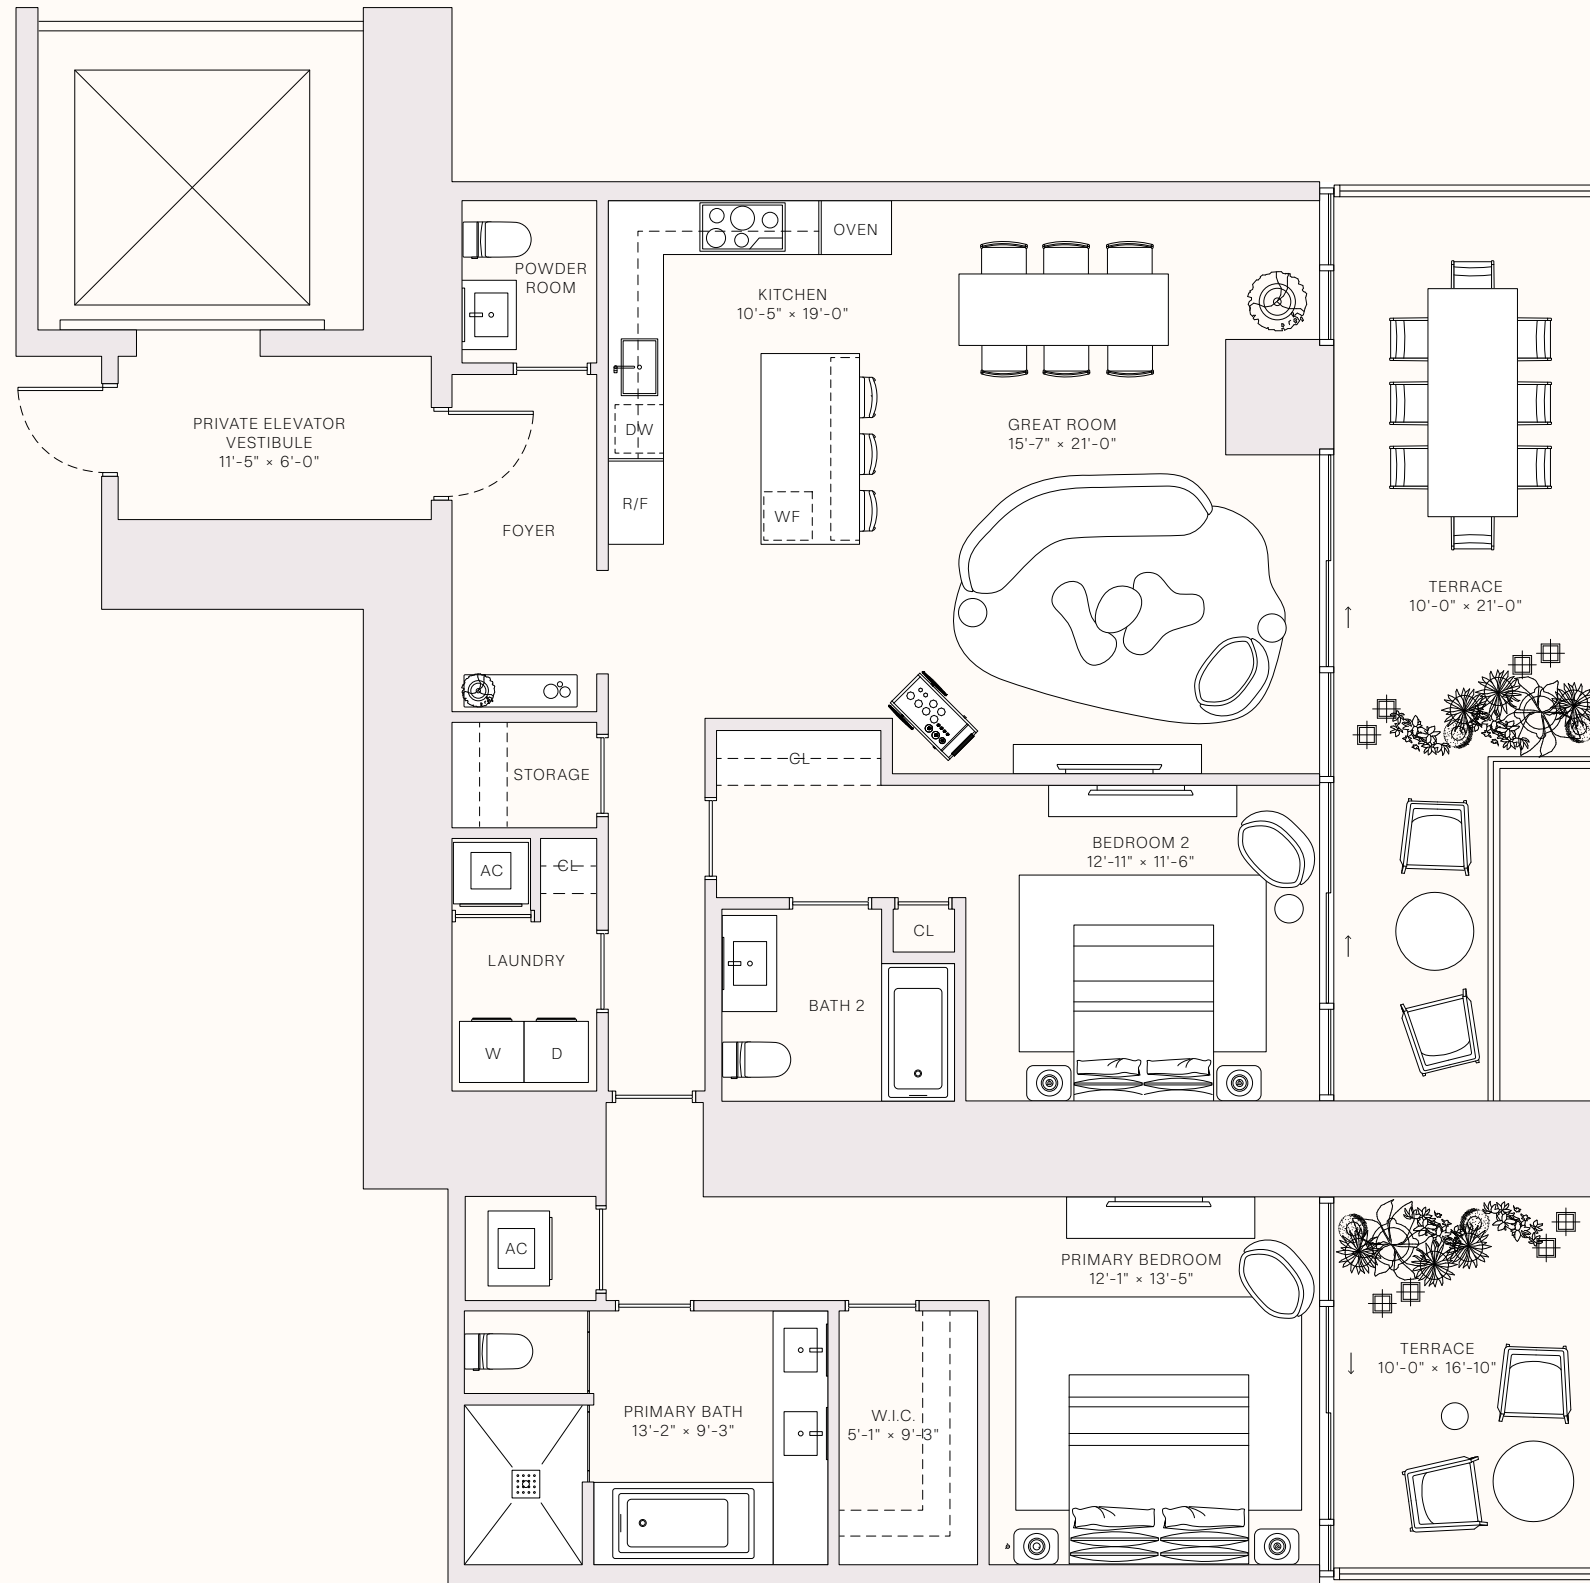 POWDER
ROOM
OVEN
KITCHEN
10'-5" × 19'-0"
PRIVATE ELEVATOR
VESTIBULE
11'-5" × 6'-0"
DW
R/F
WF
FOYER
GREAT ROOM
15'-7" × 21'-0"
TERRACE
10'-0" × 21'-0"
STORAGE
CL
AC
CL
BEDROOM 2
12'-11" × 11'-6"
LAUNDRY
CL
BATH 2
W
D
AC
PRIMARY BEDROOM
12'-1" × 13'-5"
TERRACE
10'-0" × 16'-10"
PRIMARY BATH
13'-2" × 9'-3"
W.I.C.
5'-1" × 9'-3"